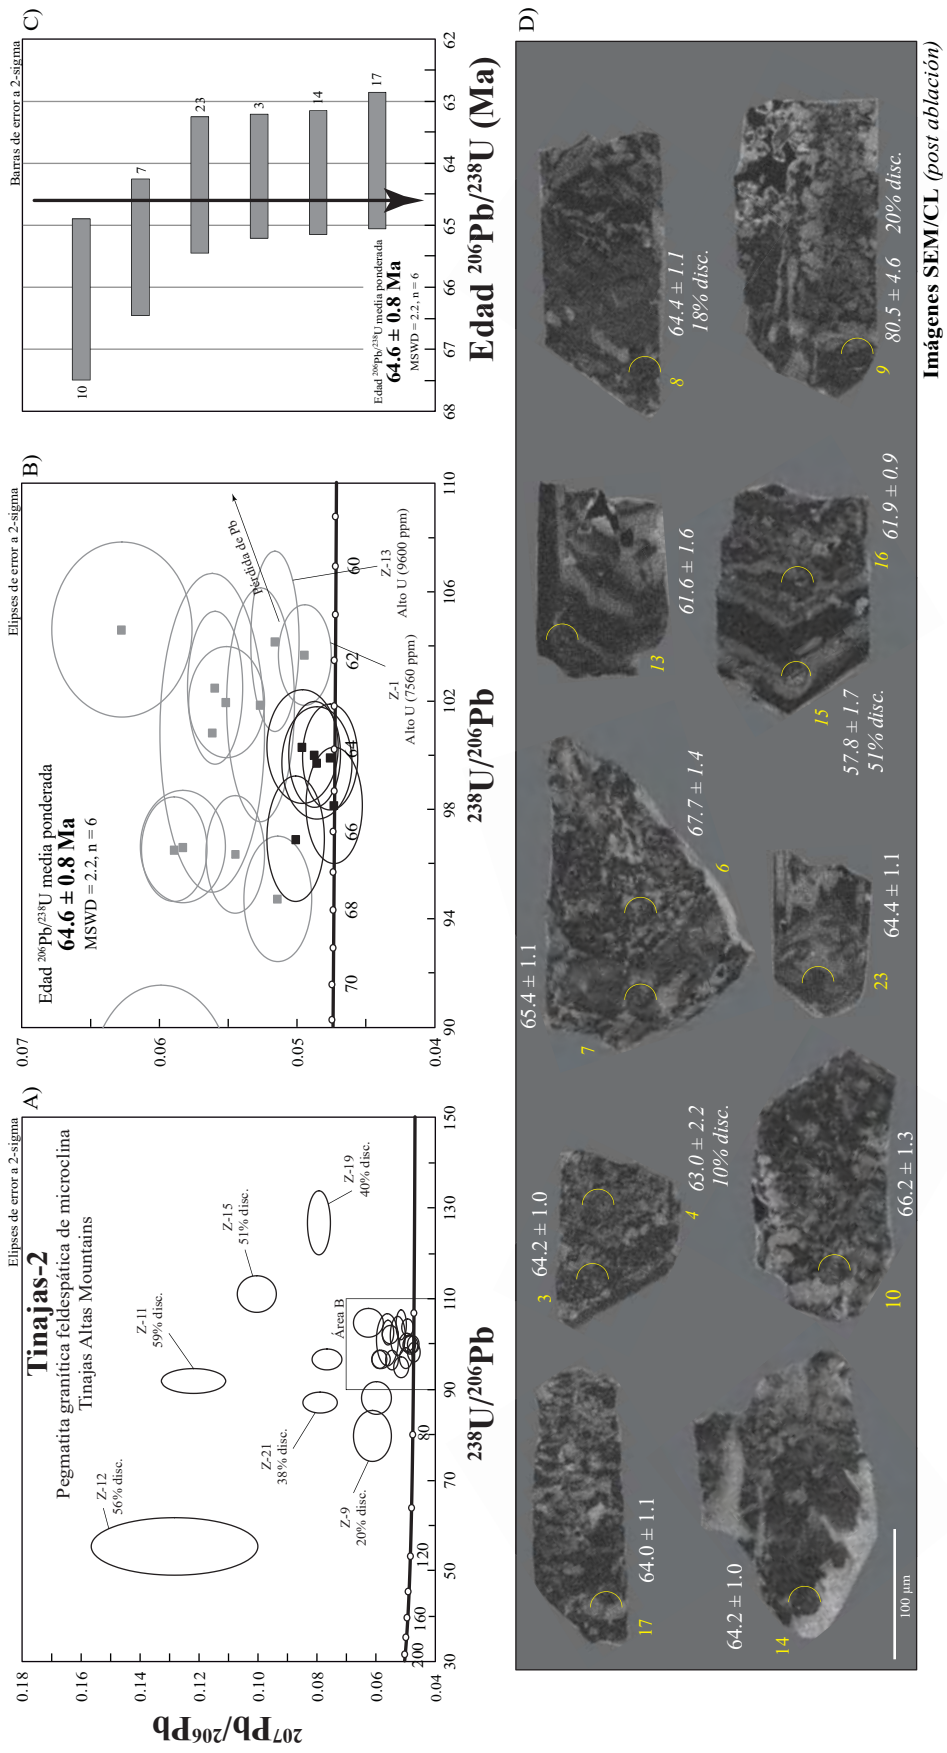 Elipses de error a 2-sigma
A)
Tinajas-2
Pegmatita granítica feldespática de microclina
Tinajas Altas Mountains
Z-12
56% disc.
Z-11
59% disc.
Z-15
51% disc.
Z-19
40% disc.
Z-21
38% disc.
Z-9
20% disc.
Área B
0.18
0.16
0.14
0.12
0.10
0.08
0.06
0.04
200
160
120
80
30
50
70
90
110
130
150
207Pb/206Pb
238U/206Pb
Elipses de error a 2-sigma
B)
Edad 206Pb/238U media ponderada
64.6 ± 0.8 Ma
MSWD = 2.2, n = 6
Pérdida de Pb
Z-13
Alto U (9600 ppm)
Z-1
Alto U (7560 ppm)
0.07
0.06
0.05
0.04
70
68
66
64
62
60
90
94
98
102
106
110
238U/206Pb
Barras de error a 2-sigma
C)
10
7
23
3
14
17
Edad 206Pb/238U media ponderada
64.6 ± 0.8 Ma
MSWD = 2.2, n = 6
68
67
66
65
64
63
62
Edad 206Pb/238U (Ma)
D)
17
64.0 ± 1.1
3
64.2 ± 1.0
4
63.0 ± 2.2
10% disc.
7
65.4 ± 1.1
6
67.7 ± 1.4
13
61.6 ± 1.6
8
64.4 ± 1.1
18% disc.
14
64.2 ± 1.0
10
66.2 ± 1.3
23
64.4 ± 1.1
15
57.8 ± 1.7
51% disc.
16
61.9 ± 0.9
9
80.5 ± 4.6
20% disc.
100 µm
Imágenes SEM/CL (post ablación)